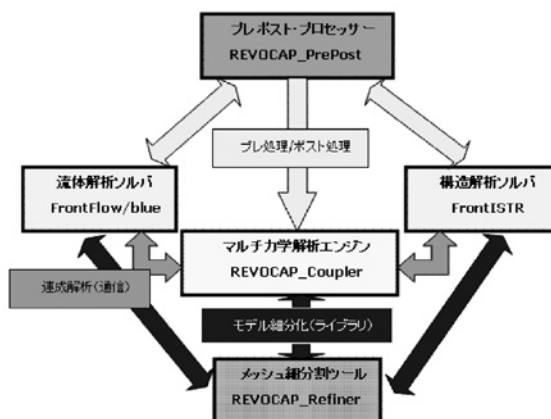 プレポスト・プロセッサー
REVOCAP_PrePost
プレ処理/ポスト処理
流体解析ソルバ
FrontFlow/blue
構造解析ソルバ
FrontISTR
マルチ力学解析エンジン
REVOCAP_Coupler
連成解析(通信)
モデル細分化(ライブラリ)
メッシュ細分割ツール
REVOCAP_Refiner